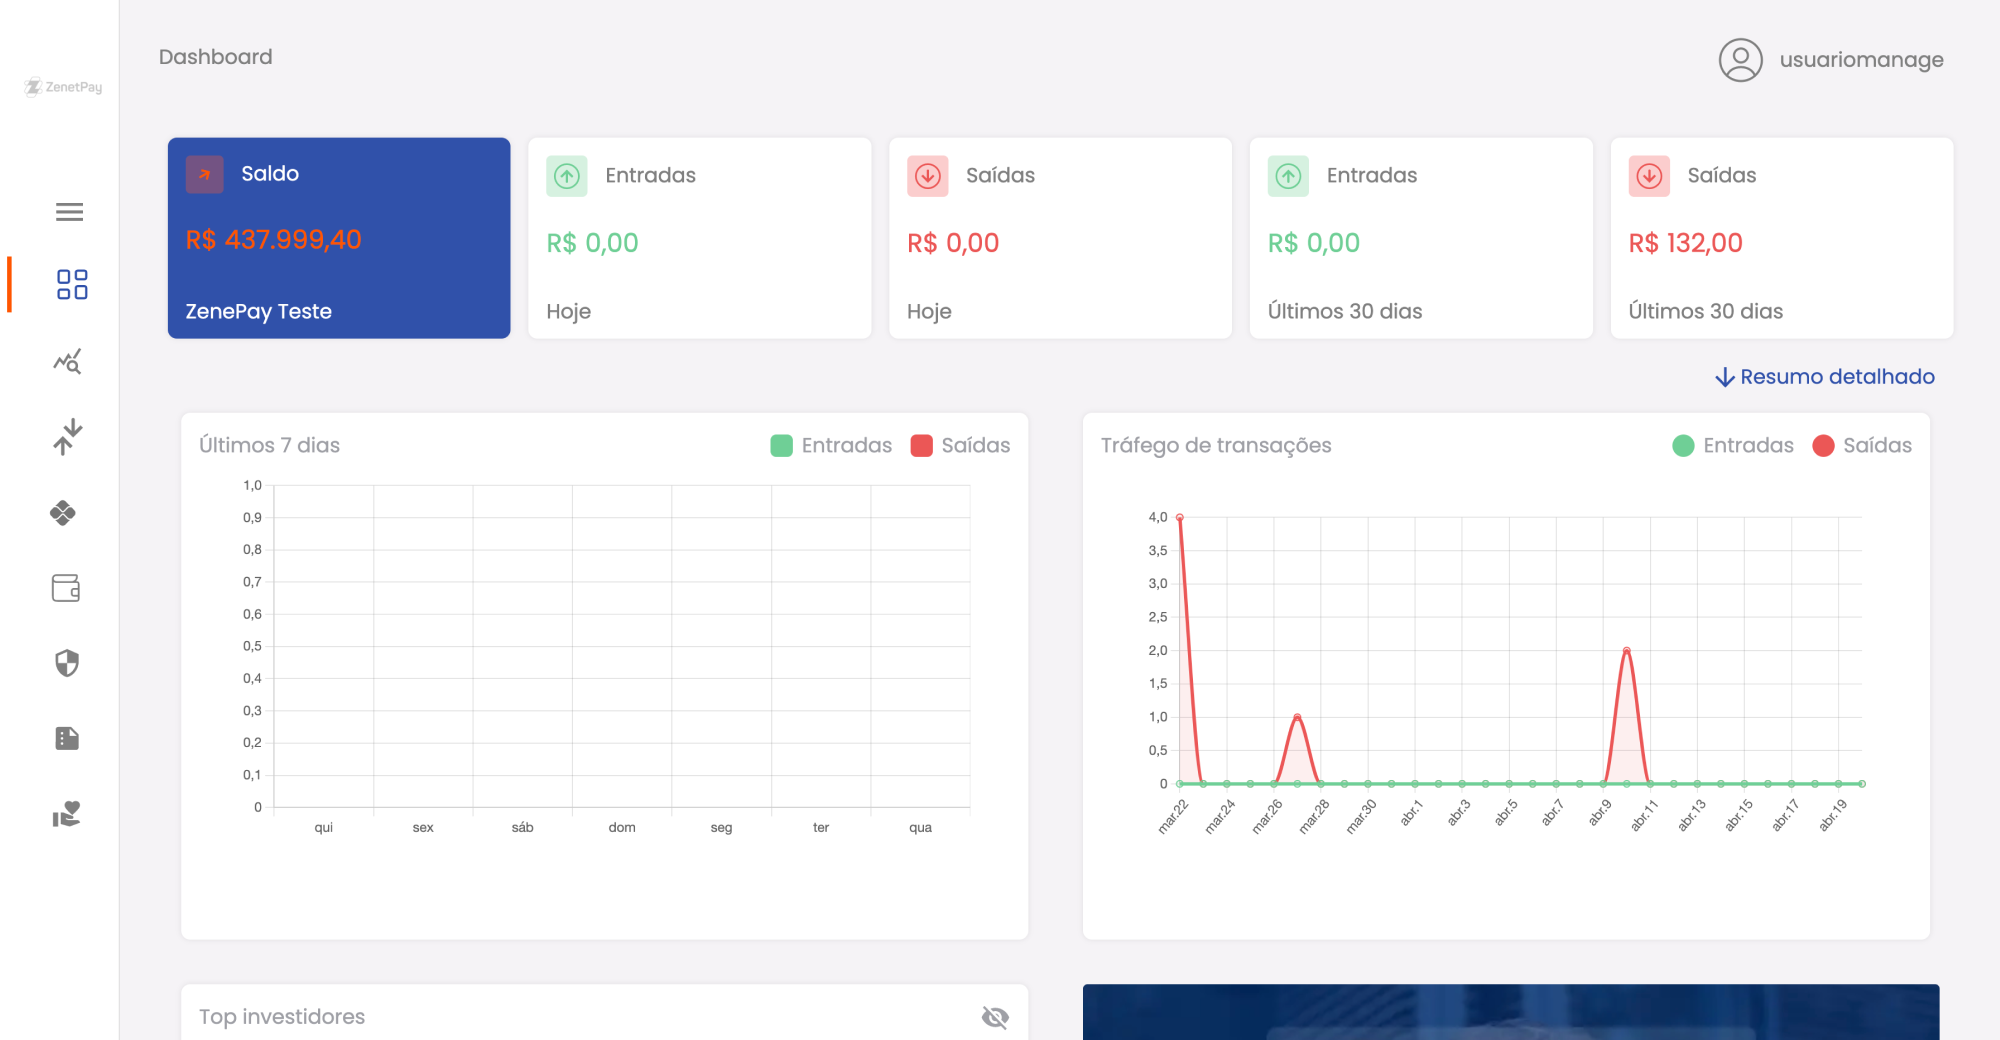 ZenetPay
Dashboard
usuariomanage
Saldo
R$ 437.999,40
ZenePay Teste
Entradas
R$ 0,00
Hoje
Saídas
R$ 0,00
Hoje
Entradas
R$ 0,00
Últimos 30 dias
Saídas
R$ 132,00
Últimos 30 dias
Resumo detalhado
Últimos 7 dias
Entradas
Saídas
1,0
0,9
0,8
0,7
0,6
0,5
0,4
0,3
0,2
0,1
0
qui sex sáb dom seg ter qua
Tráfego de transações
Entradas
Saídas
4,0
3,5
3,0
2,5
2,0
1,5
1,0
0,5
0
mar.22 mar.24 mar.26 mar.28 mar.30 abr.1 abr.3 abr.5 abr.7 abr.9 abr.11 abr.13 abr.15 abr.17 abr.19
Top investidores